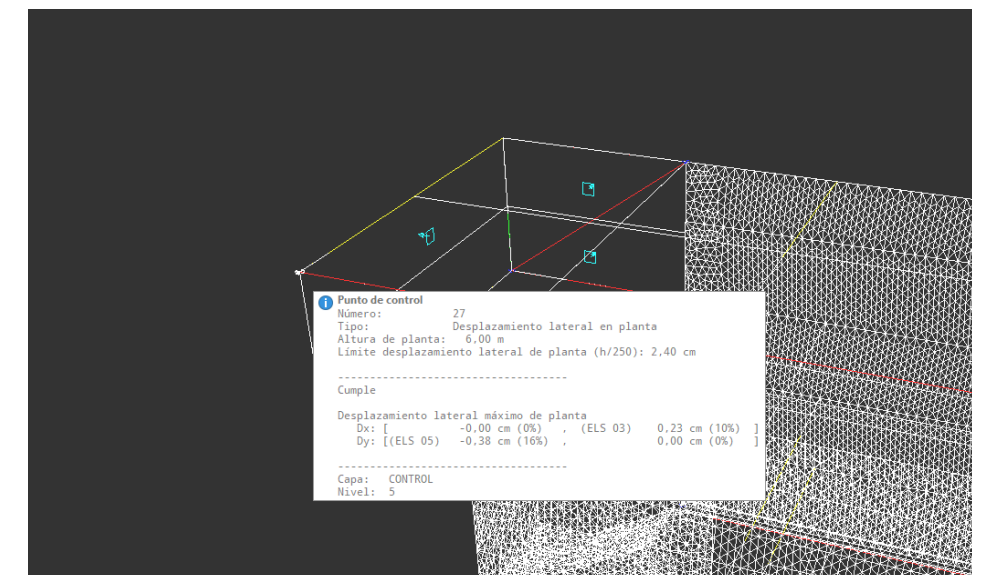 Punto de control
Número: 27
Tipo: Desplazamiento lateral en planta
Altura de planta: 6,00 m
Límite desplazamiento lateral de planta (h/250): 2,40 cm
------------------------------------
Cumple
Desplazamiento lateral máximo de planta
Dx: [ -0,00 cm (0%) , (ELS 03) 0,23 cm (10%) ]
Dy: [(ELS 05) -0,38 cm (16%) , 0,00 cm (0%) ]
------------------------------------
Capa: CONTROL
Nivel: 5